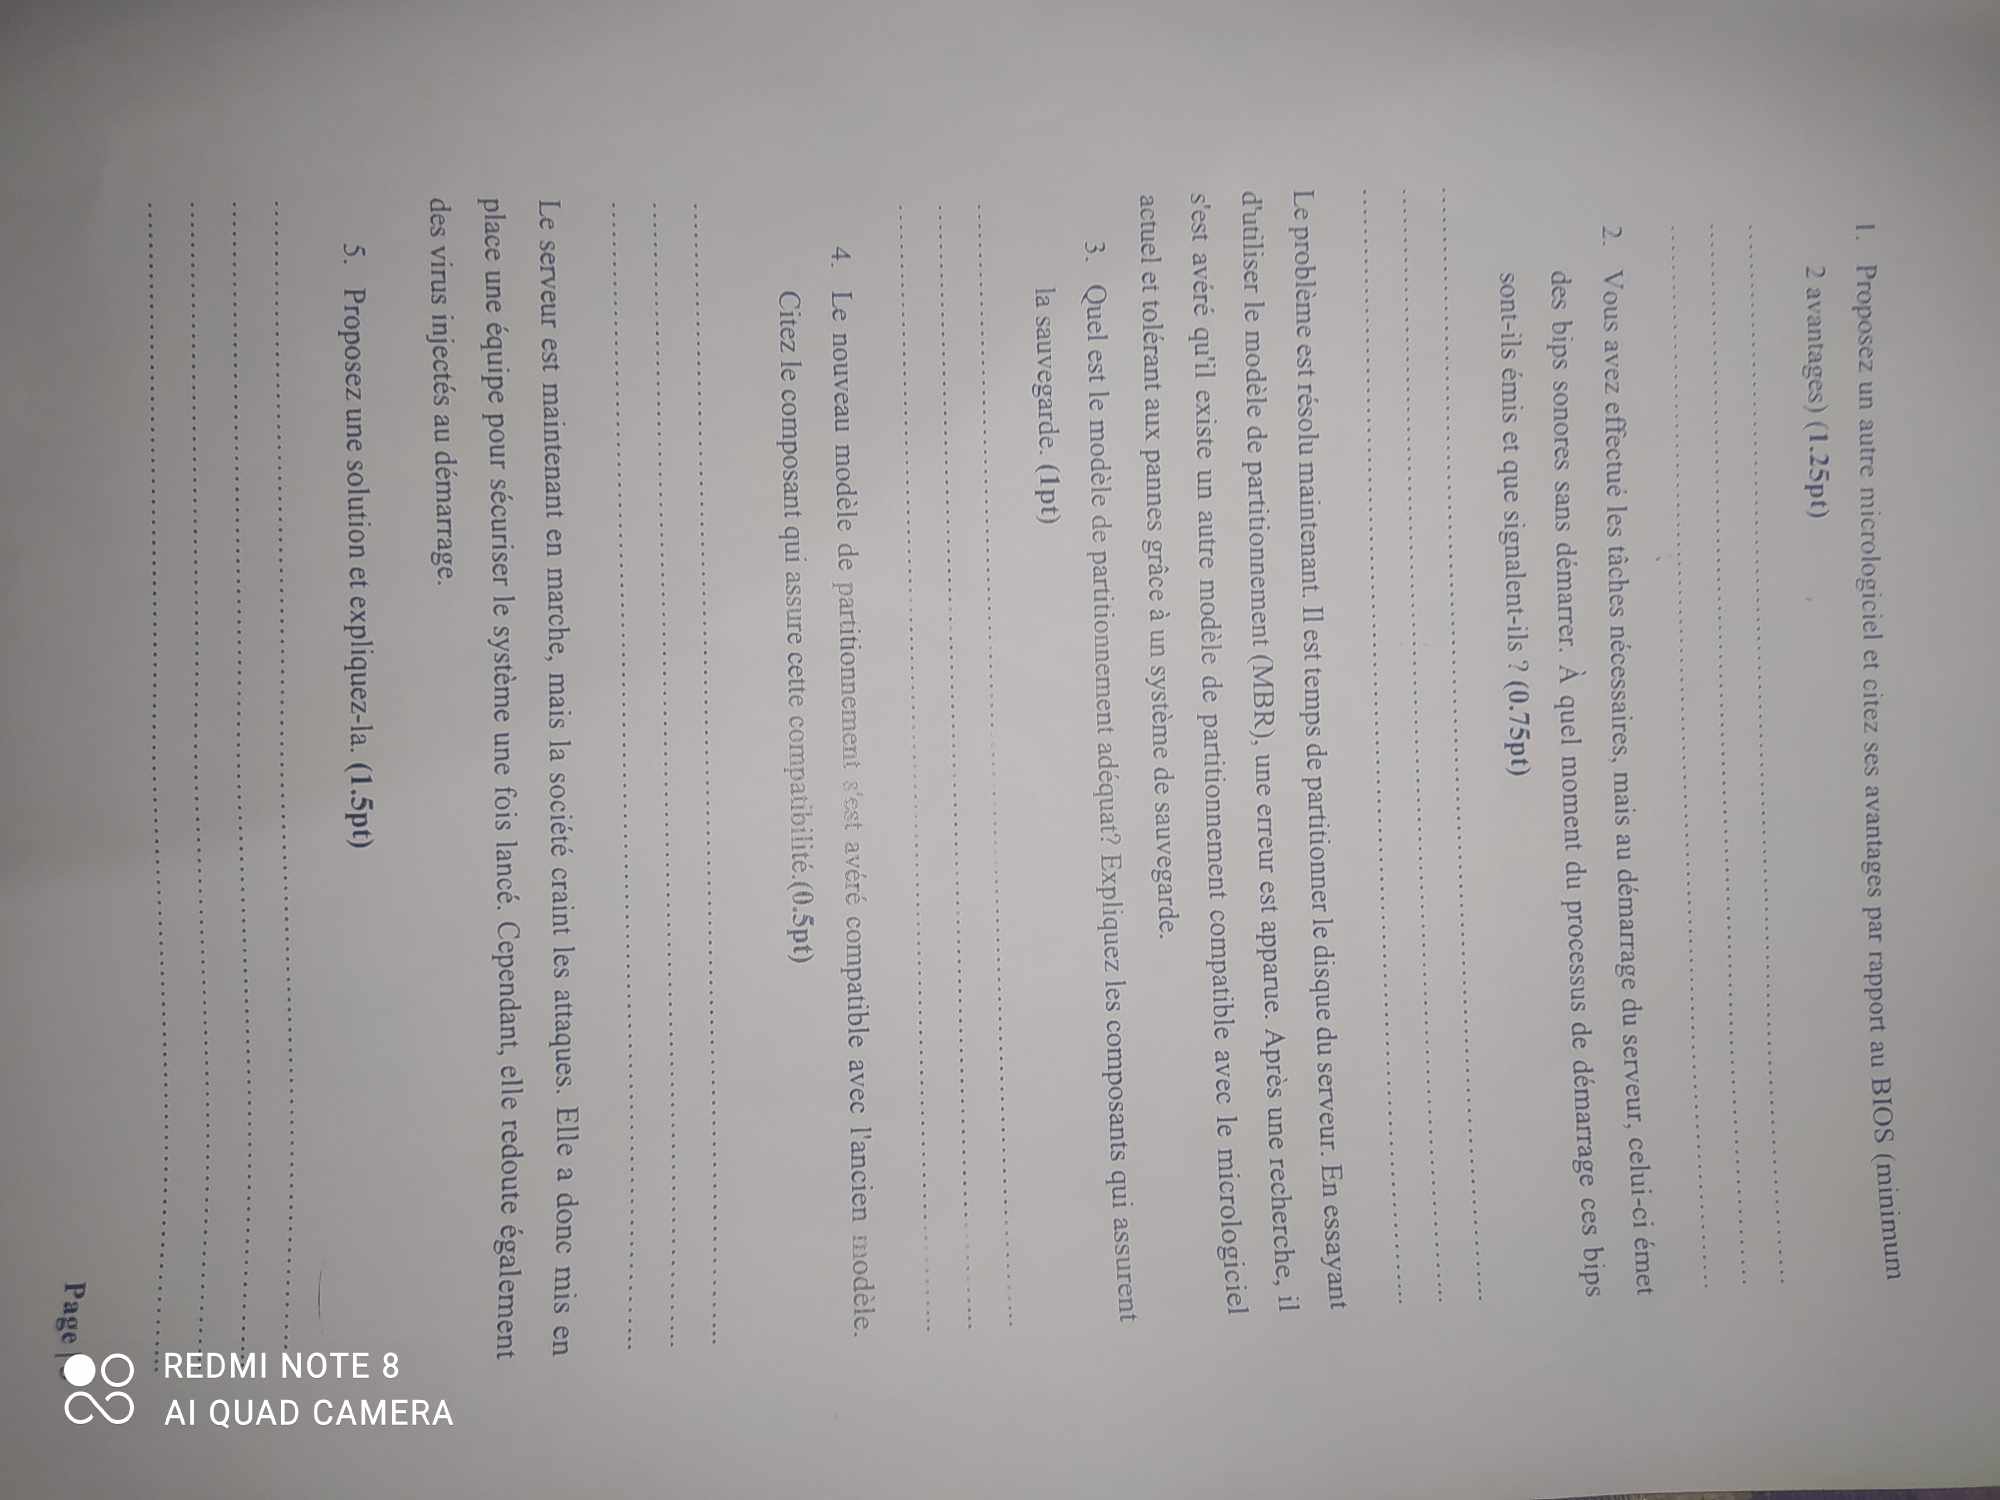 1. Proposez un autre micrologiciel et citez ses avantages par rapport au BIOS (minimum
2 avantages) (1.25pt)
2. Vous avez effectué les tâches nécessaires, mais au démarrage du serveur, celui-ci émet
des bips sonores sans démarrer. À quel moment du processus de démarrage ces bips
sont-ils émis et que signalent-ils ? (0.75pt)
Le problème est résolu maintenant. Il est temps de partitionner le disque du serveur. En essayant
d'utiliser le modèle de partitionnement (MBR), une erreur est apparue. Après une recherche, il
s'est avéré qu'il existe un autre modèle de partitionnement compatible avec le micrologiciel
actuel et tolérant aux pannes grâce à un système de sauvegarde.
3. Quel est le modèle de partitionnement adéquat? Expliquez les composants qui assurent
la sauvegarde. (1pt)
4. Le nouveau modèle de partitionnement s'est avéré compatible avec l'ancien modèle.
Citez le composant qui assure cette compatibilité.(0.5pt)
Le serveur est maintenant en marche, mais la société craint les attaques. Elle a donc mis en
place une équipe pour sécuriser le système une fois lancé. Cependant, elle redoute également
des virus injectés au démarrage.
5. Proposez une solution et expliquez-la. (1.5pt)
Page |
REDMI NOTE 8
AI QUAD CAMERA